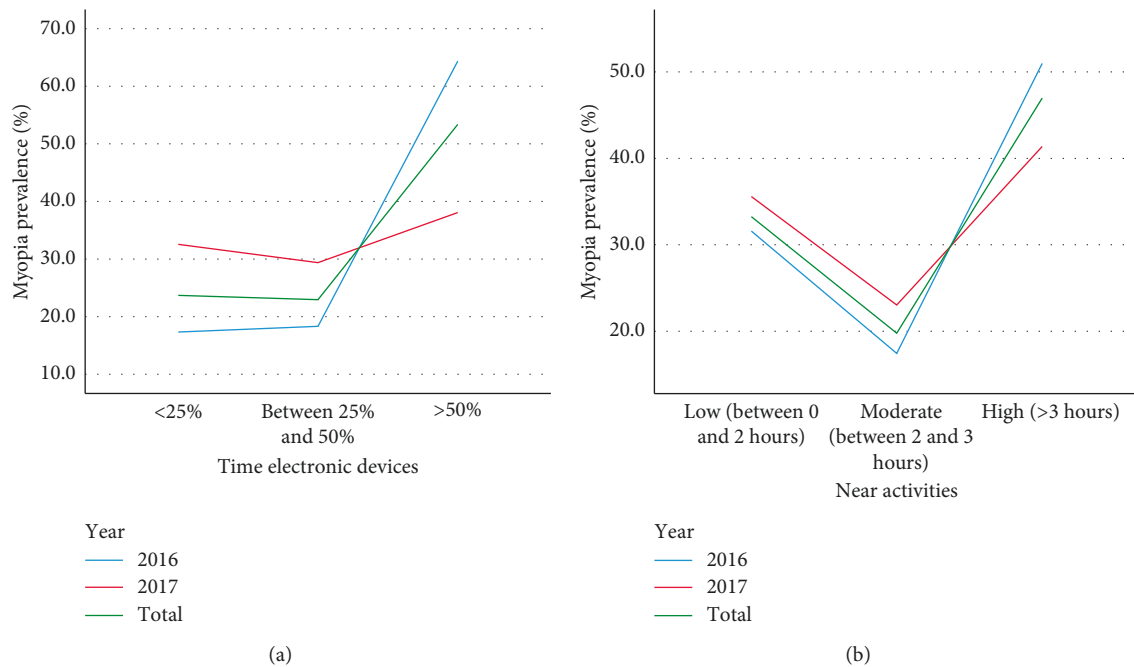 70.0
60.0
50.0
40.0
30.0
20.0
10.0
Myopia prevalence (%)
<25%
Between 25%
and 50%
>50%
Time electronic devices
Year
2016
2017
Total
(a)
50.0
40.0
30.0
20.0
Myopia prevalence (%)
Low (between 0
and 2 hours)
Moderate
(between 2 and 3
hours)
High (>3 hours)
Near activities
Year
2016
2017
Total
(b)